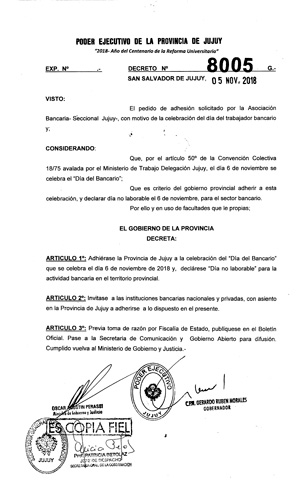 PODER EJECUTIVO DE LA PROVINCIA DE JUJUY
"2018- Año del Centenario de la Reforma Universitaria"
EXP. Nº .- DECRETO Nº 8005 G.-
SAN SALVADOR DE JUJUY, 05 NOV. 2018
VISTO:
El pedido de adhesión solicitado por la Asociación
Bancaria- Seccional Jujuy-, con motivo de la celebración del día del trabajador bancario
y;
CONSIDERANDO:
Que, por el artículo 50º de la Convención Colectiva
18/75 avalada por el Ministerio de Trabajo Delegación Jujuy, el día 6 de noviembre se
celebra el "Día del Bancario";
Que es criterio del gobierno provincial adherir a esta
celebración, y declarar día no laborable el 6 de noviembre, para el sector bancario.
Por ello y en uso de facultades que le propias;
EL GOBIERNO DE LA PROVINCIA
DECRETA:
ARTICULO 1º: Adhiérase la Provincia de Jujuy a la celebración del "Día del Bancario"
que se celebra el día 6 de noviembre de 2018 y, declárese "Día no laborable" para la
actividad bancaria en el territorio provincial.
ARTICULO 2º: Invitase a las instituciones bancarias nacionales y privadas, con asiento
en la Provincia de Jujuy a adherirse a lo dispuesto en el presente.
ARTICULO 3º: Previa toma de razón por Fiscalía de Estado, publíquese en el Boletín
Oficial. Pase a la Secretaria de Comunicación y Gobierno Abierto para difusión.
Cumplido vuelva al Ministerio de Gobierno y Justicia.-
PODER EJECUTIVO
JUJUY
OSCAR AGUSTIN PERASSI
Ministro de Gobierno y Justicia
C.P.N. GERARDO RUBEN MORALES
GOBERNADOR
ES COPIA FIEL
JUJUY
JEFE DE DESPACHO